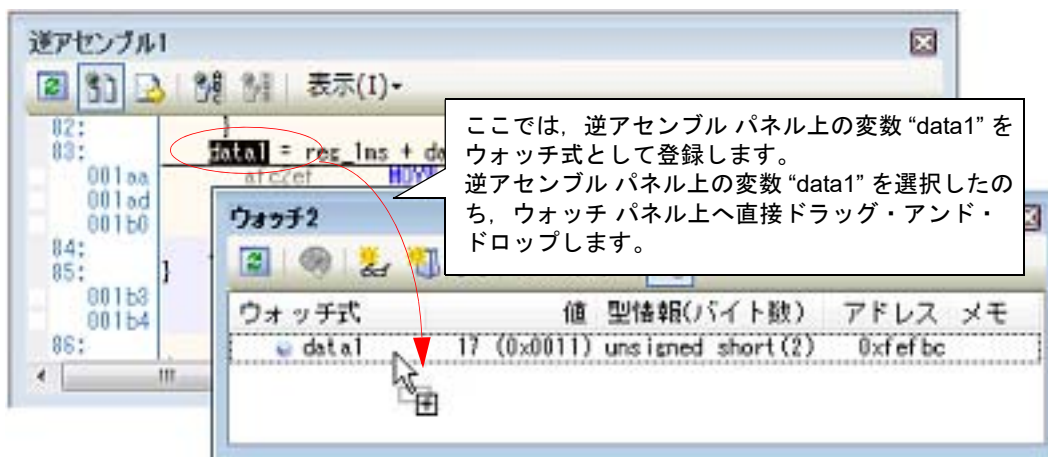 逆アセンブル1
表示(I)
82: }
83: data1 = reg_1ms + da
001aa afc2ef MOVW
001ad
001b0
84:
85: }
001b3
001b4
86:
ここでは，逆アセンブル パネル上の変数 “data1” を
ウォッチ式として登録します。
逆アセンブル パネル上の変数 “data1” を選択したの
ち，ウォッチ パネル上へ直接ドラッグ・アンド・
ドロップします。
ウォッチ2
ウォッチ式 値 型情報(バイト数) アドレス メモ
data1 17 (0x0011) unsigned short(2) 0xfefbc